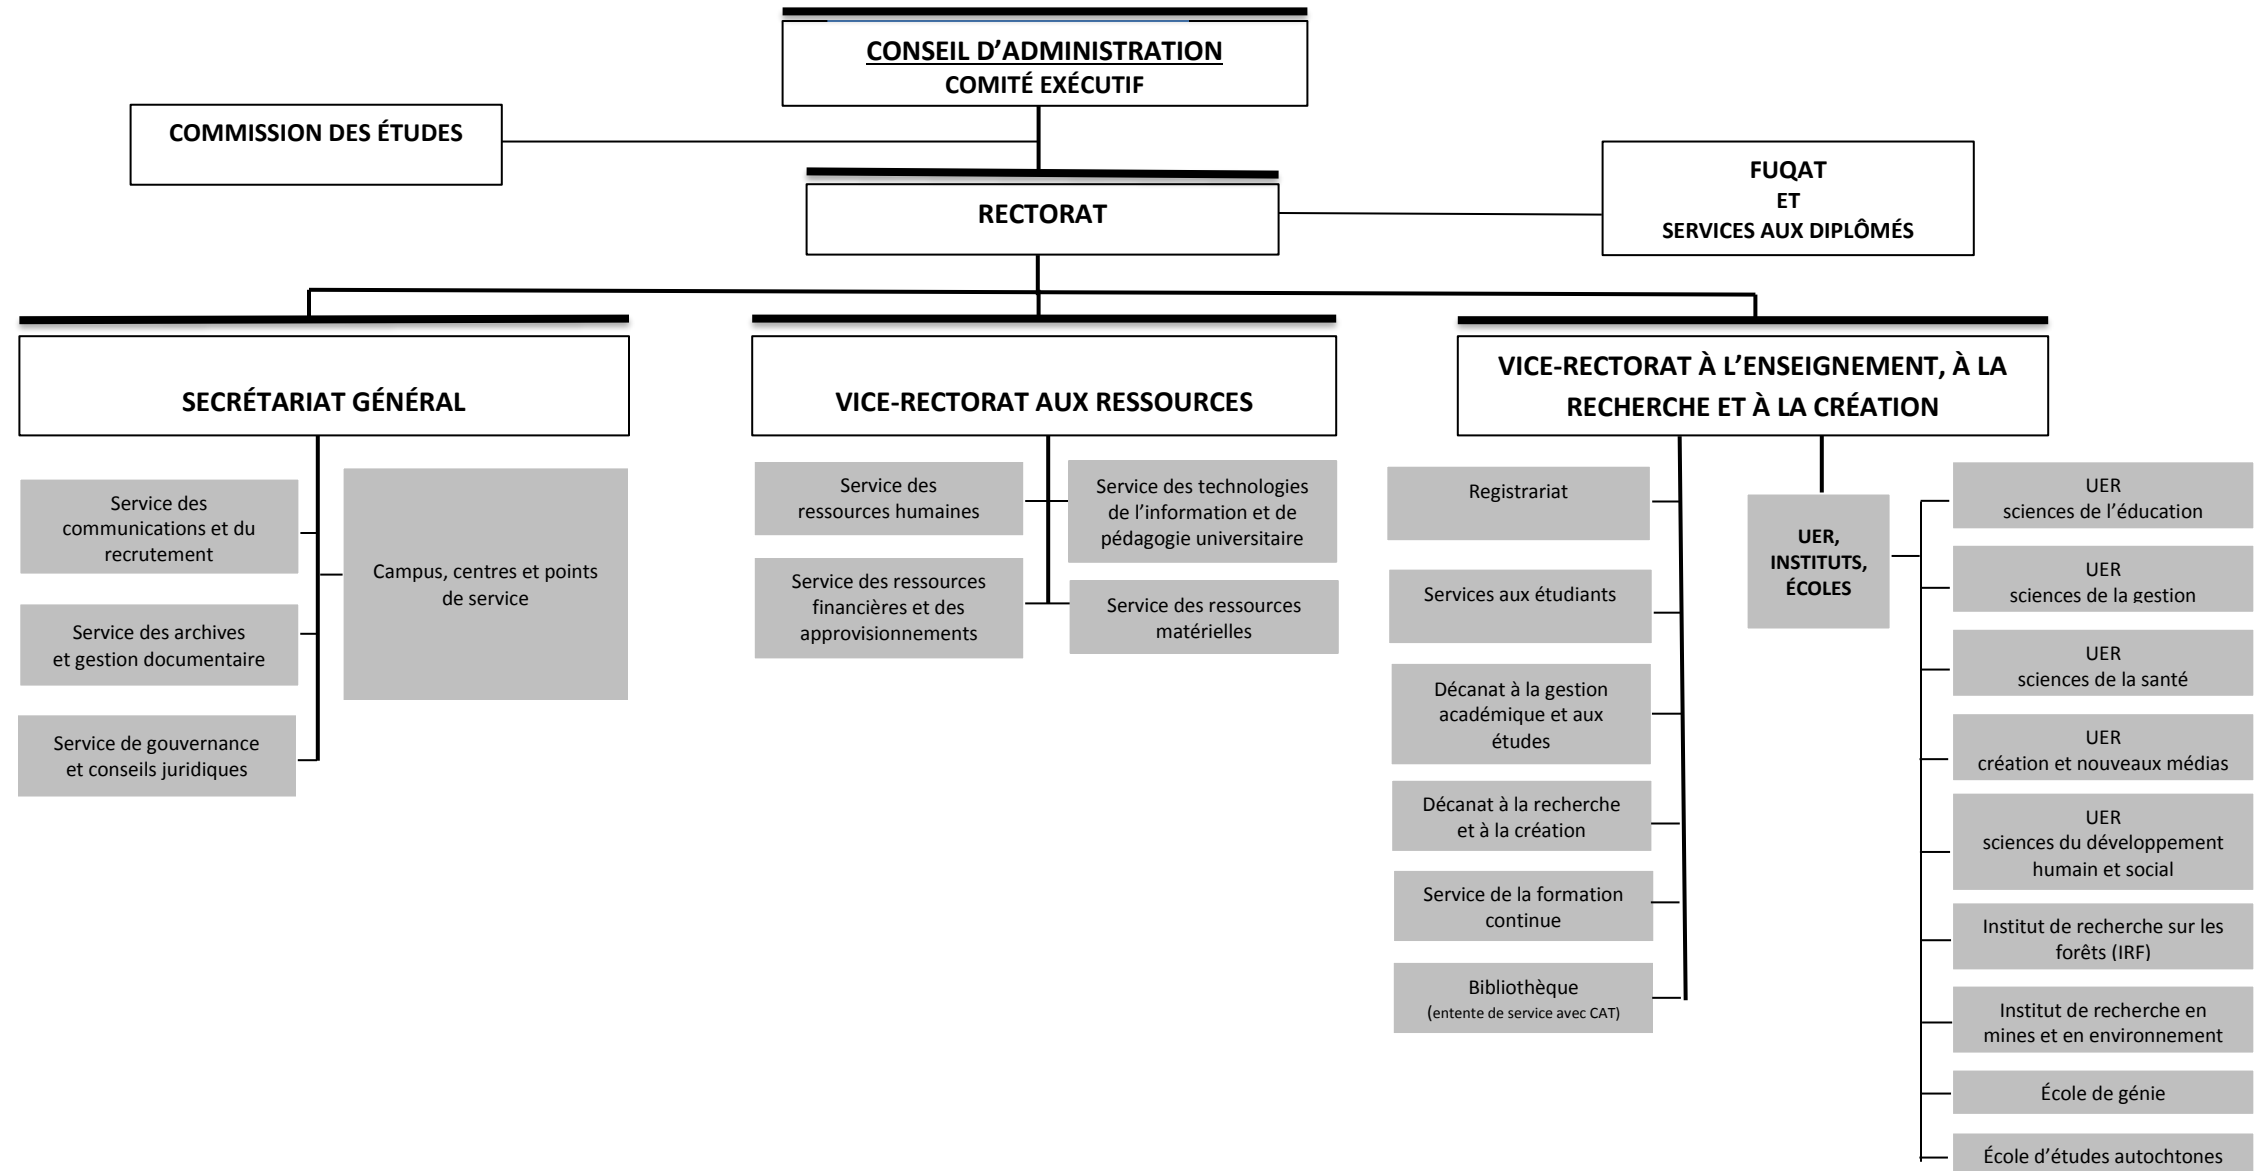 CONSEIL D'ADMINISTRATION
COMITÉ EXÉCUTIF
COMMISSION DES ÉTUDES
FUQAT
ET
SERVICES AUX DIPLÔMÉS
RECTORAT
SECRÉTARIAT GÉNÉRAL
Service des
communications et du
recrutement
Service des archives
et gestion documentaire
Service de gouvernance
et conseils juridiques
Campus, centres et points
de service
VICE-RECTORAT AUX RESSOURCES
Service des
ressources humaines
Service des technologies
de l'information et de
pédagogie universitaire
Service des ressources
financières et des
approvisionnements
Service des ressources
matérielles
VICE-RECTORAT À L'ENSEIGNEMENT, À LA
RECHERCHE ET À LA CRÉATION
Registrariat
Services aux étudiants
Décanat à la gestion
académique et aux
études
Décanat à la recherche
et à la création
Service de la formation
continue
Bibliothèque
(entente de service avec CAT)
UER,
INSTITUTS,
ÉCOLES
UER
sciences de l'éducation
UER
sciences de la gestion
UER
sciences de la santé
UER
création et nouveaux médias
UER
sciences du développement
humain et social
Institut de recherche sur les
forêts (IRF)
Institut de recherche en
mines et en environnement
École de génie
École d'études autochtones